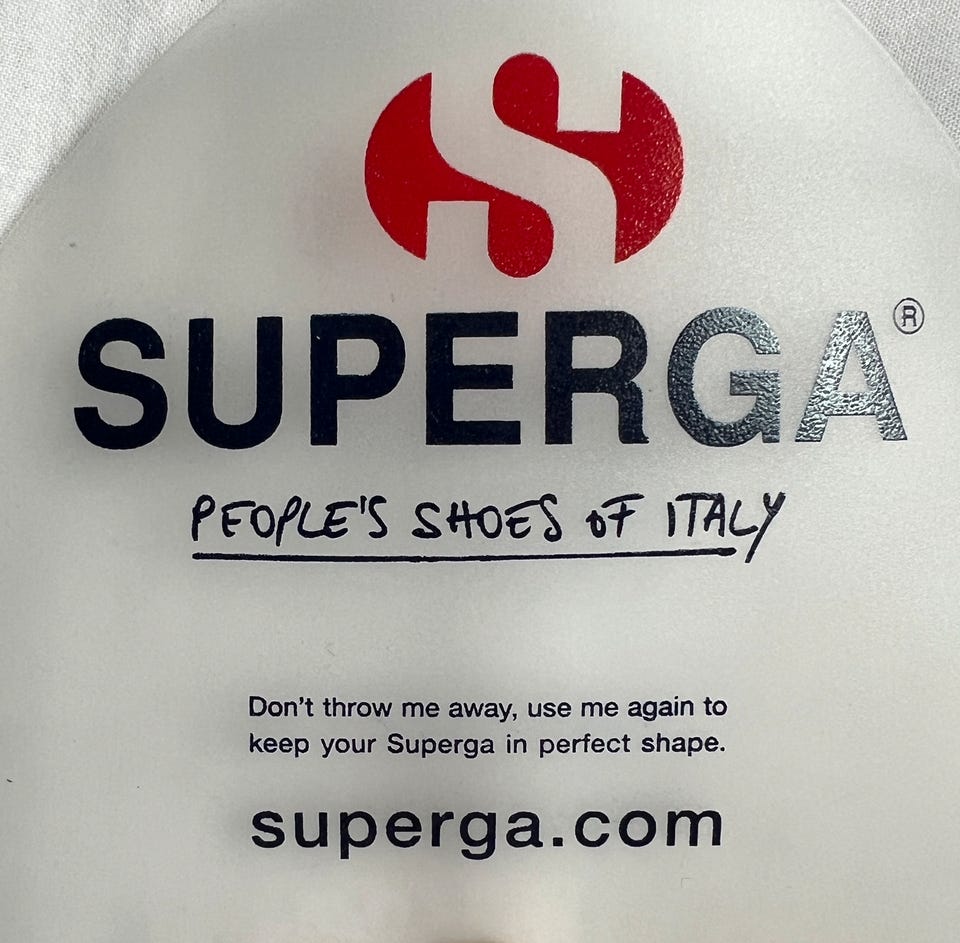 SUPERGA®
PEOPLE'S SHOES OF ITALY
Don't throw me away, use me again to
keep your Superga in perfect shape.
superga.com